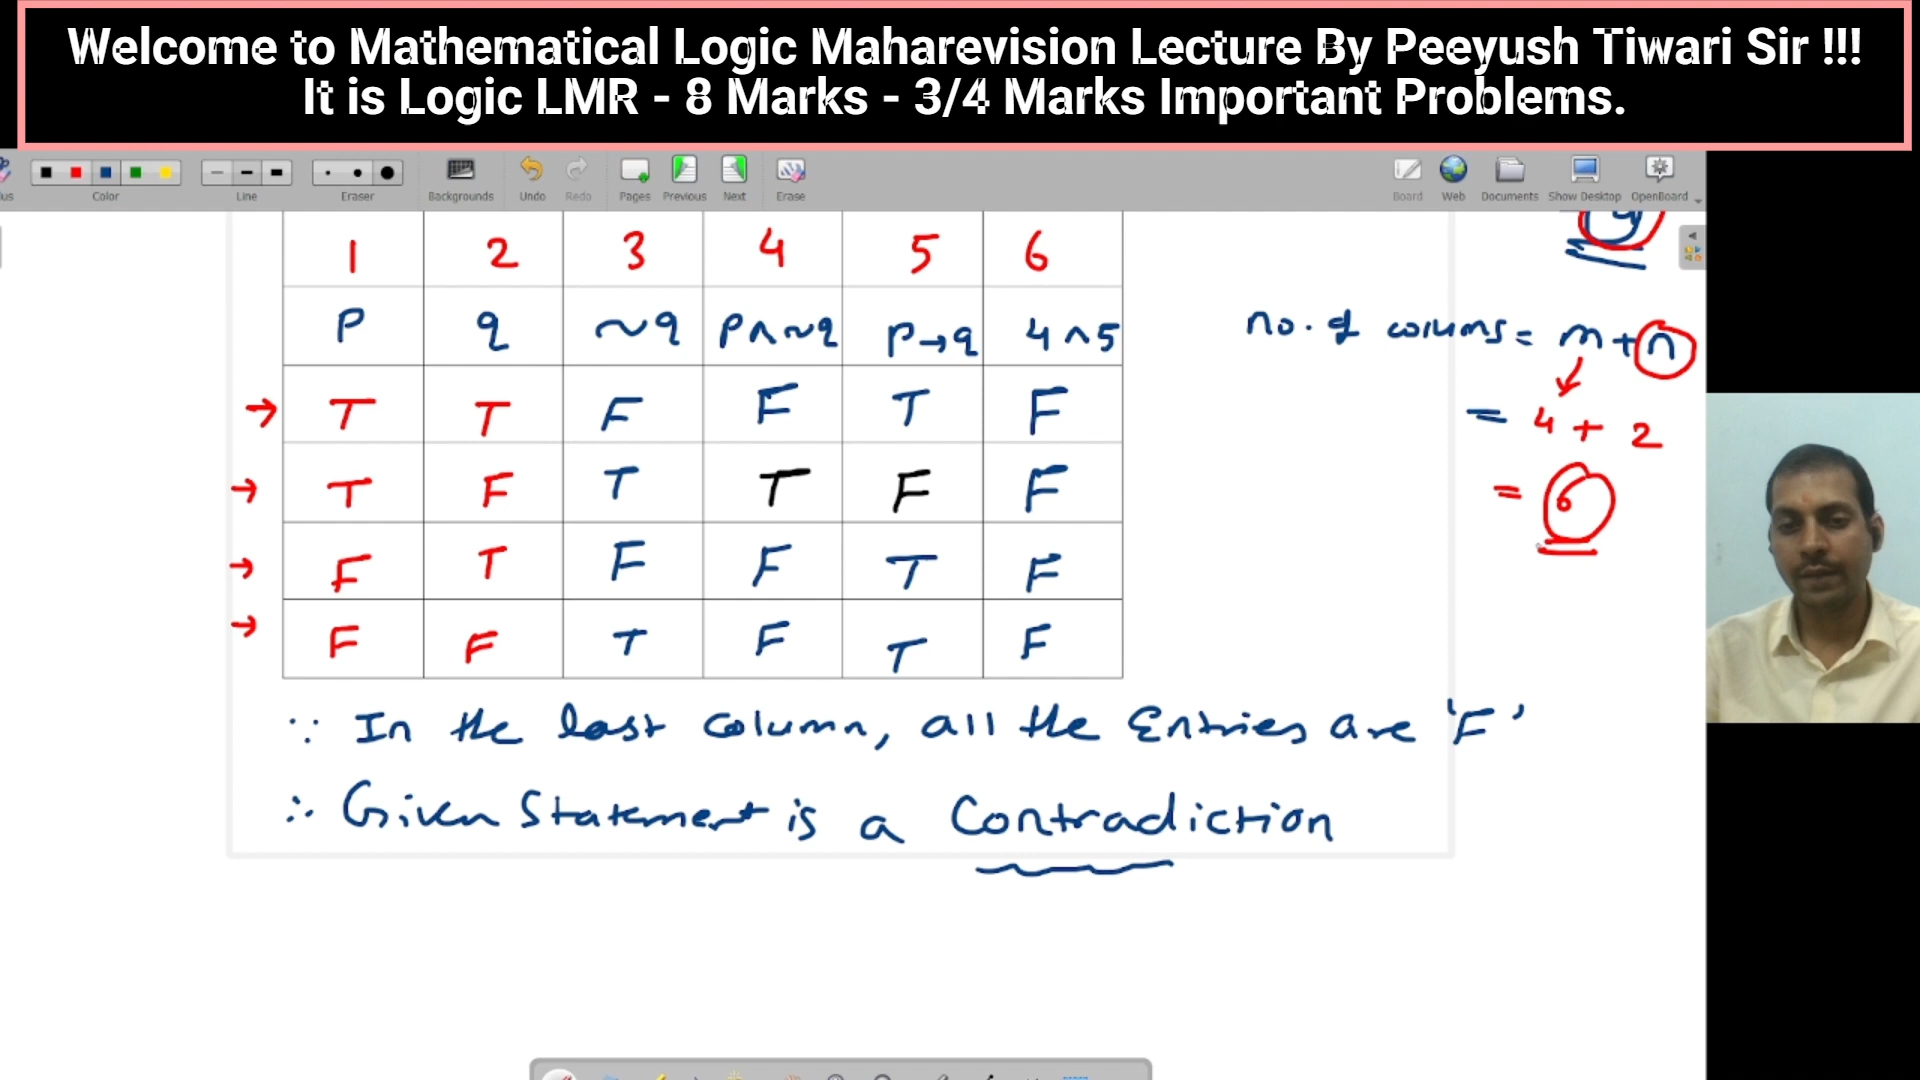 Welcome to Mathematical Logic Maharevision Lecture By Peeyush Tiwari Sir !!!
It is Logic LMR - 8 Marks - 3/4 Marks Important Problems.
Color Line Eraser Backgrounds Undo Redo Pages Previous Next Erase Board Web Documents Show Desktop OpenBoard
1 2 3 4 5 6
P q ~q P∧~q P→q 4∧5
→ T T F F T F
→ T F T T F F
→ F T F F T F
→ F F T F T F
no. of colums = m + n
= 4 + 2
= 6
∵ In the last column, all the Entries are 'F'
∴ Given Statement is a Contradiction